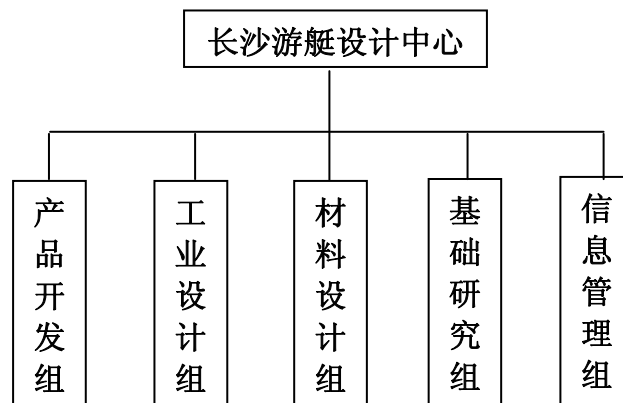 长沙游艇设计中心
产品开发组
工业设计组
材料设计组
基础研究组
信息管理组